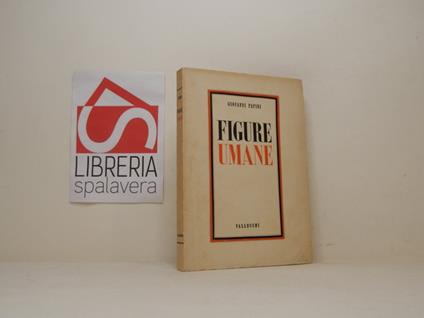 LIBRERIA
spalavera
GIOVANNI PAPINI
FIGURE
UMANE
VALLECCHI